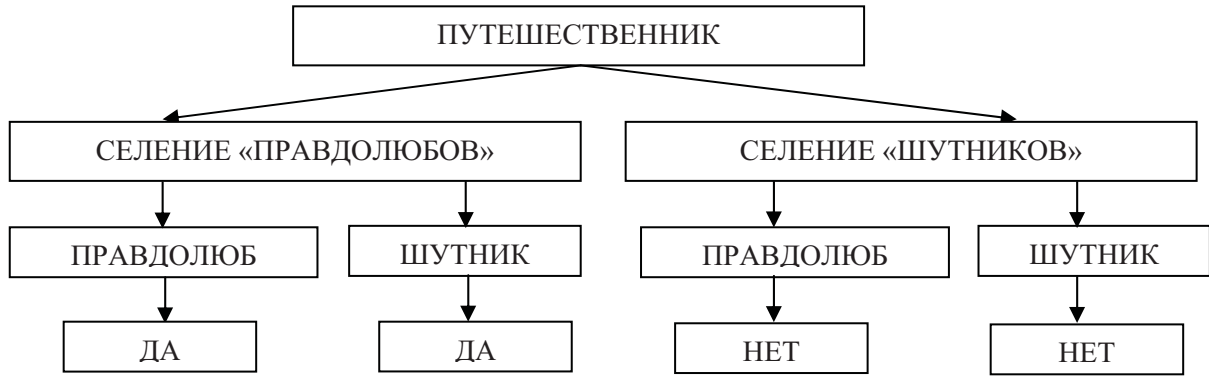 ПУТЕШЕСТВЕННИК
СЕЛЕНИЕ «ПРАВДОЛЮБОВ»
СЕЛЕНИЕ «ШУТНИКОВ»
ПРАВДОЛЮБ
ШУТНИК
ПРАВДОЛЮБ
ШУТНИК
ДА
ДА
НЕТ
НЕТ